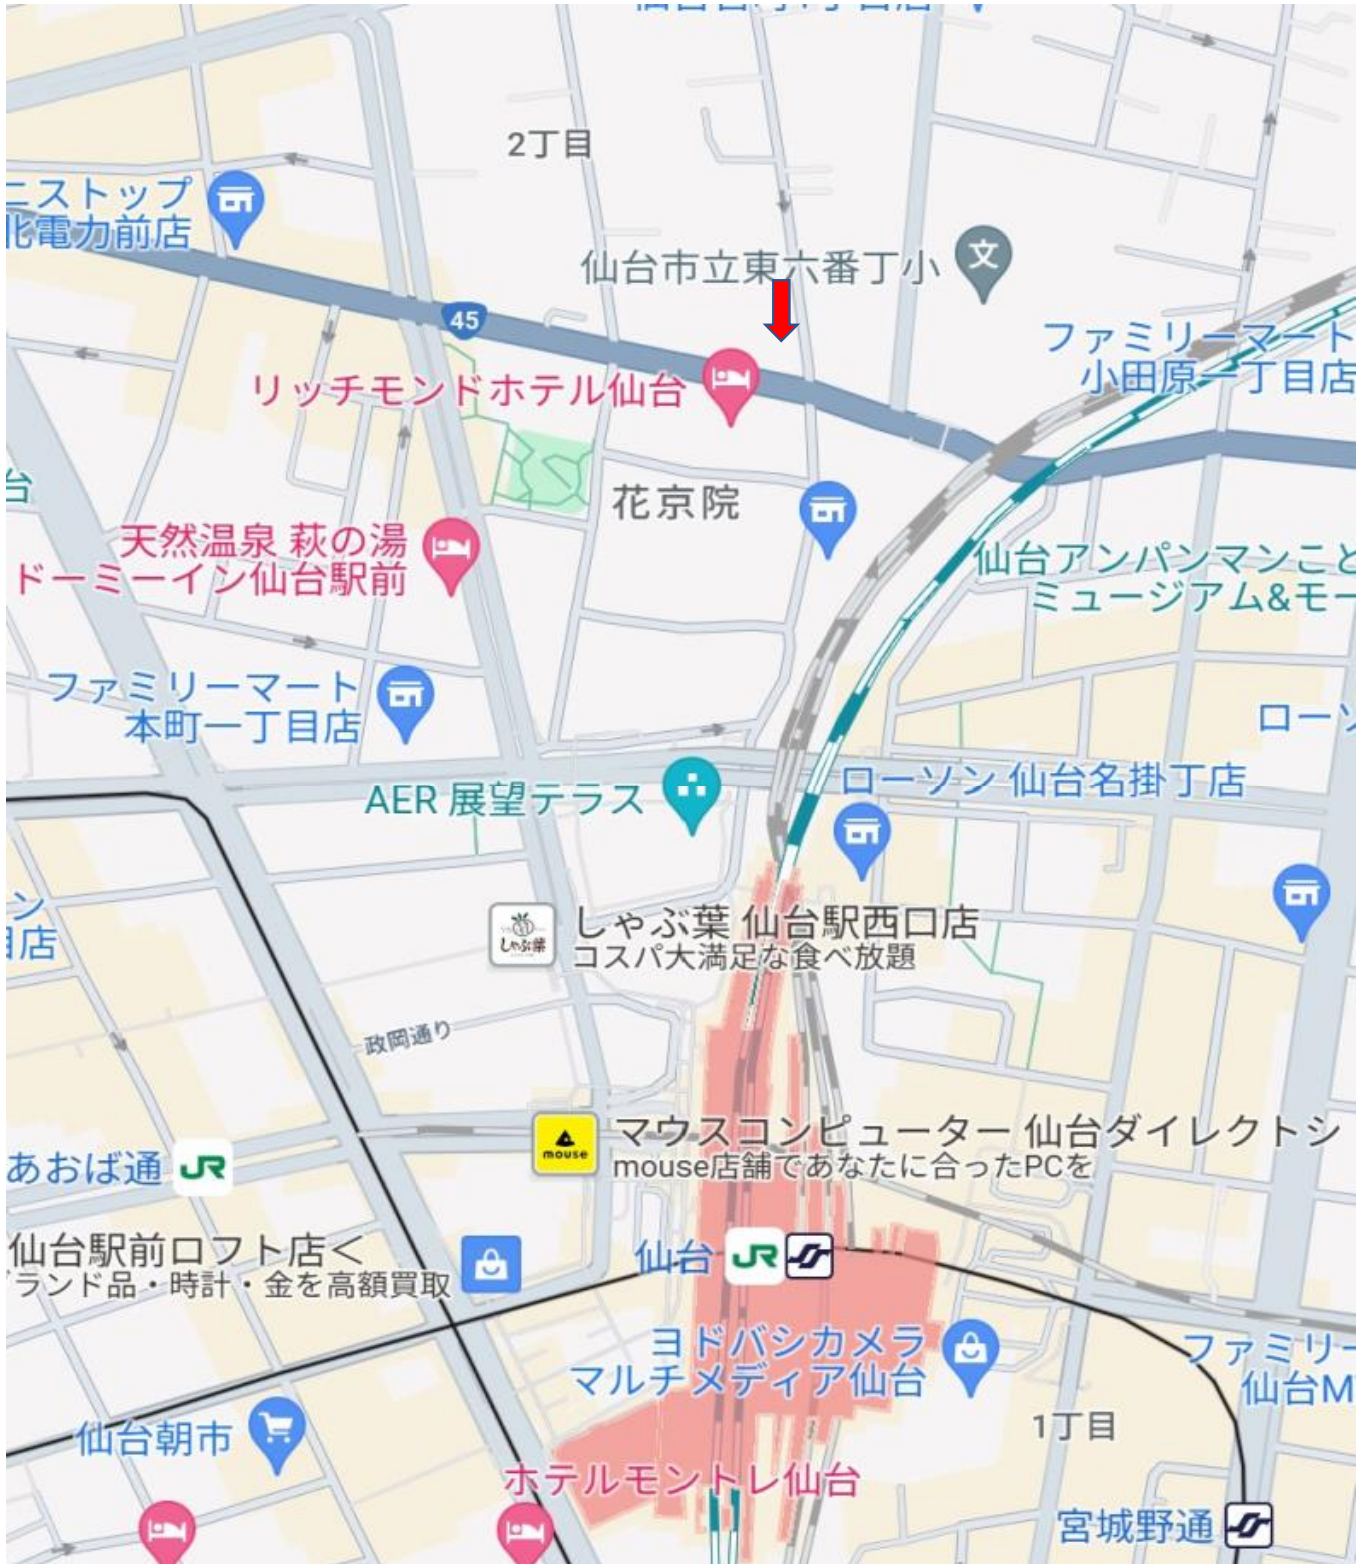 2丁目
ニストップ
北電力前店
仙台市立東六番丁小
文
45
ファミリーマート
小田原一丁目店
リッチモンドホテル仙台
台
花京院
天然温泉 萩の湯
ドーミーイン仙台駅前
仙台アンパンマンこど
ミュージアム&モー
ファミリーマート
本町一丁目店
ローソ
AER 展望テラス
ローソン 仙台名掛丁店
ン
目店
しゃぶ葉
しゃぶ葉 仙台駅西口店
コスパ大満足な食べ放題
政岡通り
mouse
マウスコンピューター 仙台ダイレクトシ
mouse店舗であなたに合ったPCを
あおば通 JR
仙台駅前ロフト店<
ランド品・時計・金を高額買取
仙台 JR
ヨドバシカメラ
マルチメディア仙台
ファミリー
仙台M
仙台朝市
1丁目
ホテルモントレ仙台
宮城野通